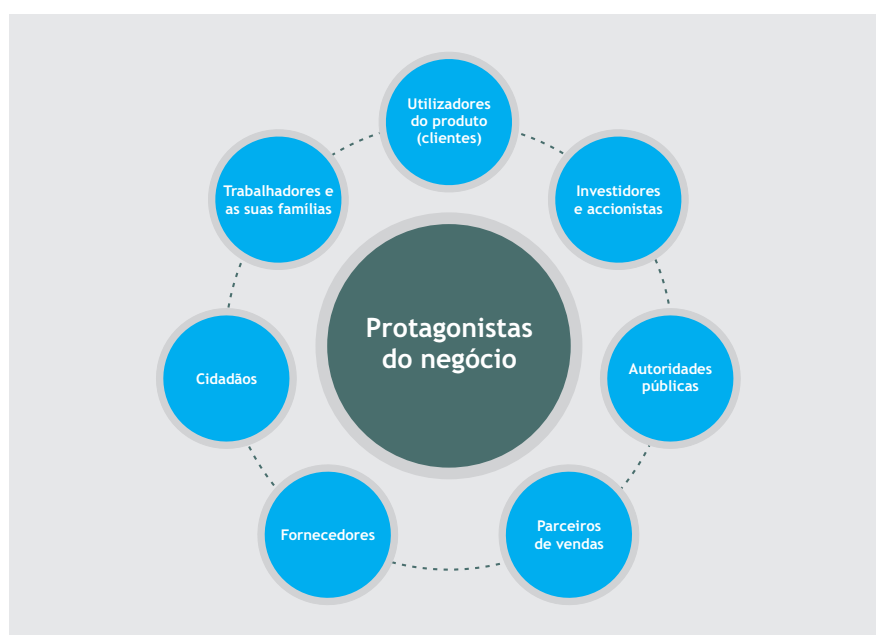 Utilizadores
do produto
(clientes)
Trabalhadores e
as suas famílias
Investidores
e accionistas
Protagonistas
do negócio
Cidadãos
Autoridades
públicas
Fornecedores
Parceiros
de vendas